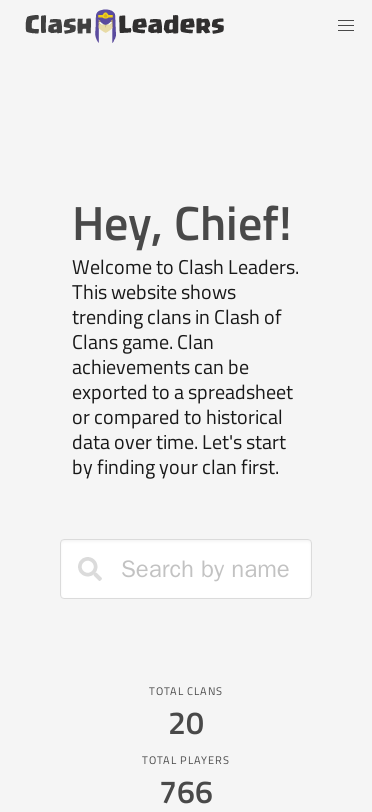 Clash Leaders
Hey, Chief!
Welcome to Clash Leaders.
This website shows
trending clans in Clash of
Clans game. Clan
achievements can be
exported to a spreadsheet
or compared to historical
data over time. Let's start
by finding your clan first.
Search by name
TOTAL CLANS
20
TOTAL PLAYERS
766